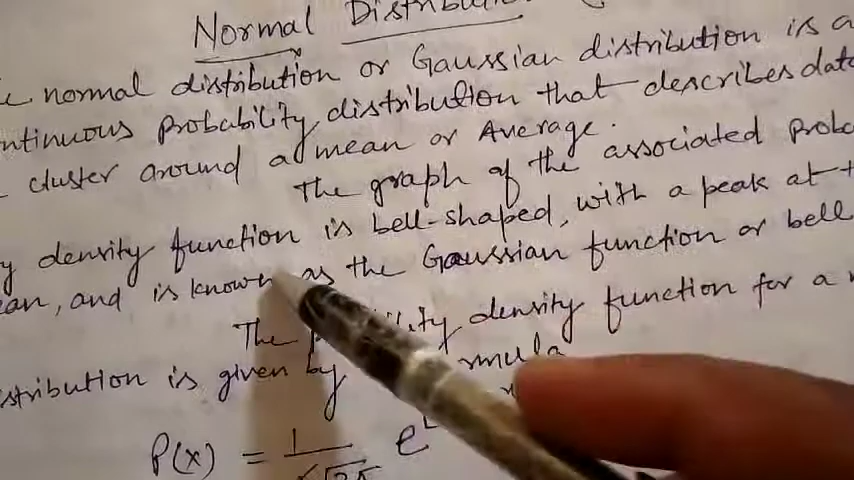 Normal Distribution
normal distribution or Gaussian distribution is a
ntinuous probability distribution that describes data
cluster around a mean or Average.
The graph of the associated proba
y density function is bell-shaped, with a peak at t
ean, and is known as the Gaussian function or bell
The density function for a
istribution is given by
P(x) = 1 e